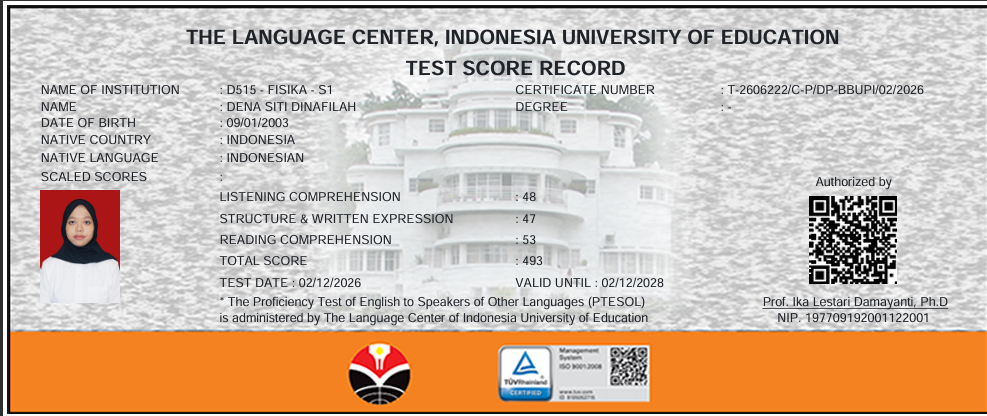 THE LANGUAGE CENTER, INDONESIA UNIVERSITY OF EDUCATION
TEST SCORE RECORD
NAME OF INSTITUTION : D515 - FISIKA - S1 CERTIFICATE NUMBER : T-2606222/C-P/DP-BBUPI/02/2026
NAME : DENA SITI DINAFILAH DEGREE : -
DATE OF BIRTH : 09/01/2003
NATIVE COUNTRY : INDONESIA
NATIVE LANGUAGE : INDONESIAN
SCALED SCORES :
LISTENING COMPREHENSION : 48
STRUCTURE & WRITTEN EXPRESSION : 47
READING COMPREHENSION : 53
TOTAL SCORE : 493
TEST DATE : 02/12/2026 VALID UNTIL : 02/12/2028
* The Proficiency Test of English to Speakers of Other Languages (PTESOL)
is administered by The Language Center of Indonesia University of Education
Authorized by
Prof. Ika Lestari Damayanti, Ph.D
NIP. 197709192001122001
TÜVRheinland
CERTIFIED
Management
System
ISO 9001:2008
www.tuv.com